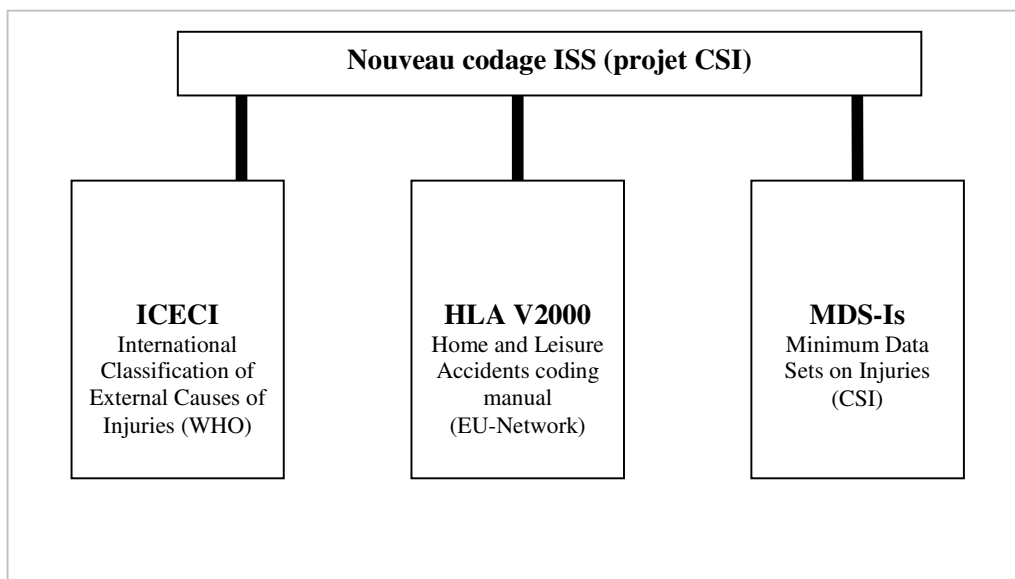 Nouveau codage ISS (projet CSI)
ICECI
International
Classification of
External Causes of
Injuries (WHO)
HLA V2000
Home and Leisure
Accidents coding
manual
(EU-Network)
MDS-Is
Minimum Data
Sets on Injuries
(CSI)